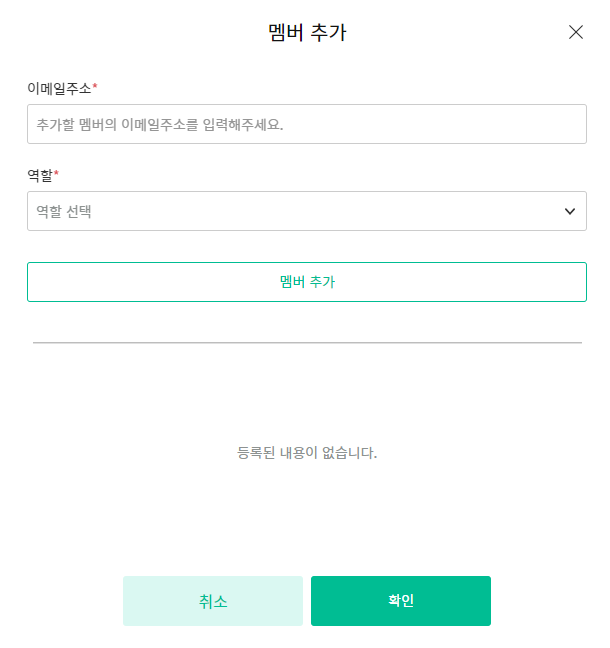 멤버 추가
이메일주소*
추가할 멤버의 이메일주소를 입력해주세요.
역할*
역할 선택
멤버 추가
등록된 내용이 없습니다.
취소
확인